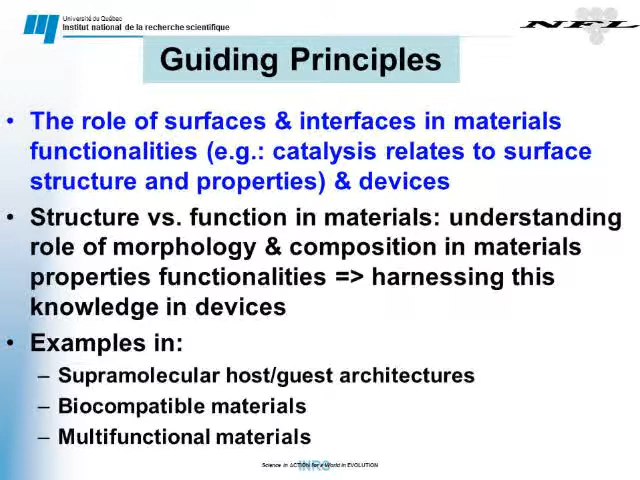 Université du Québec
Institut national de la recherche scientifique
NFL
Guiding Principles
• The role of surfaces & interfaces in materials
functionalities (e.g.: catalysis relates to surface
structure and properties) & devices
• Structure vs. function in materials: understanding
role of morphology & composition in materials
properties functionalities => harnessing this
knowledge in devices
• Examples in:
– Supramolecular host/guest architectures
– Biocompatible materials
– Multifunctional materials
INRS
Science in ACTION for a World in EVOLUTION